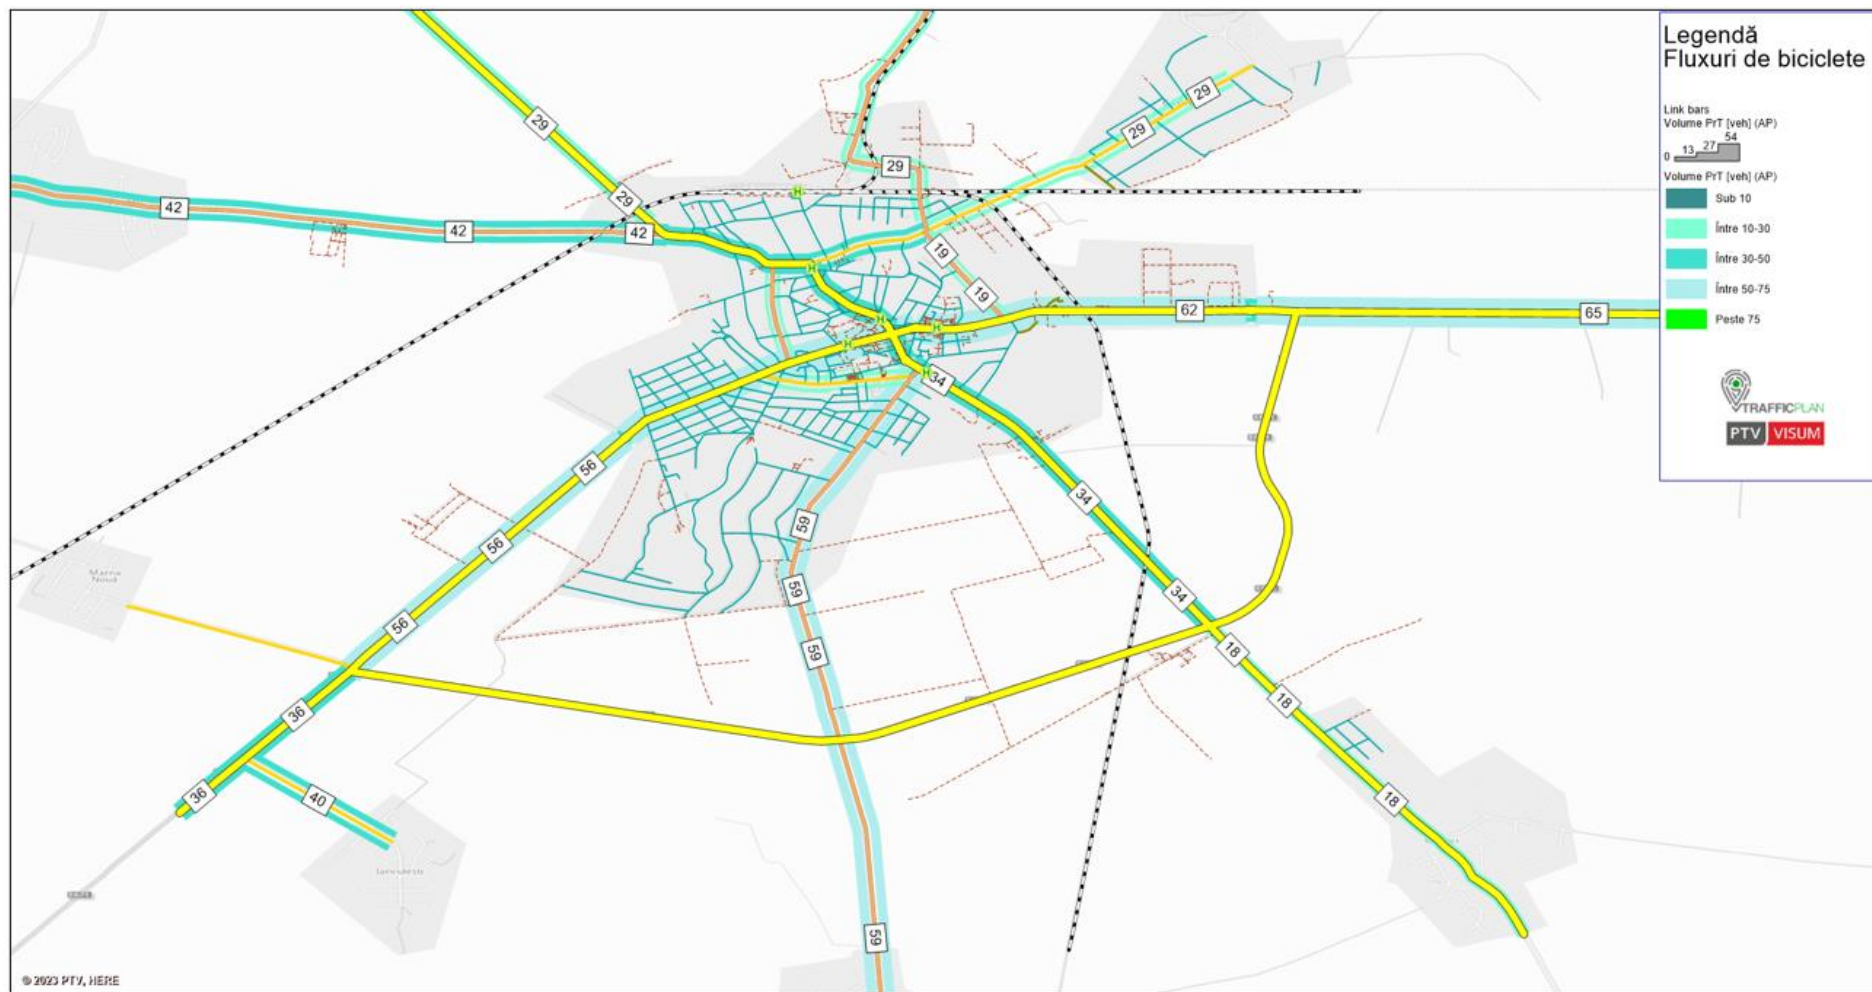 Legendă
Fluxuri de biciclete
Link bars
Volume PrT [veh] (AP)
0 13 27 54
Volume PrT [veh] (AP)
Sub 10
Între 10-30
Între 30-50
Între 50-75
Peste 75
TRAFFICPLAN
PTV VISUM
29
29
29
29
29
42
42
42
29
H
19
19
H
H
H
H
H
62
65
34
56
56
56
59
59
59
59
34
34
18
18
18
36
36
40
© 2023 PTV, HERE